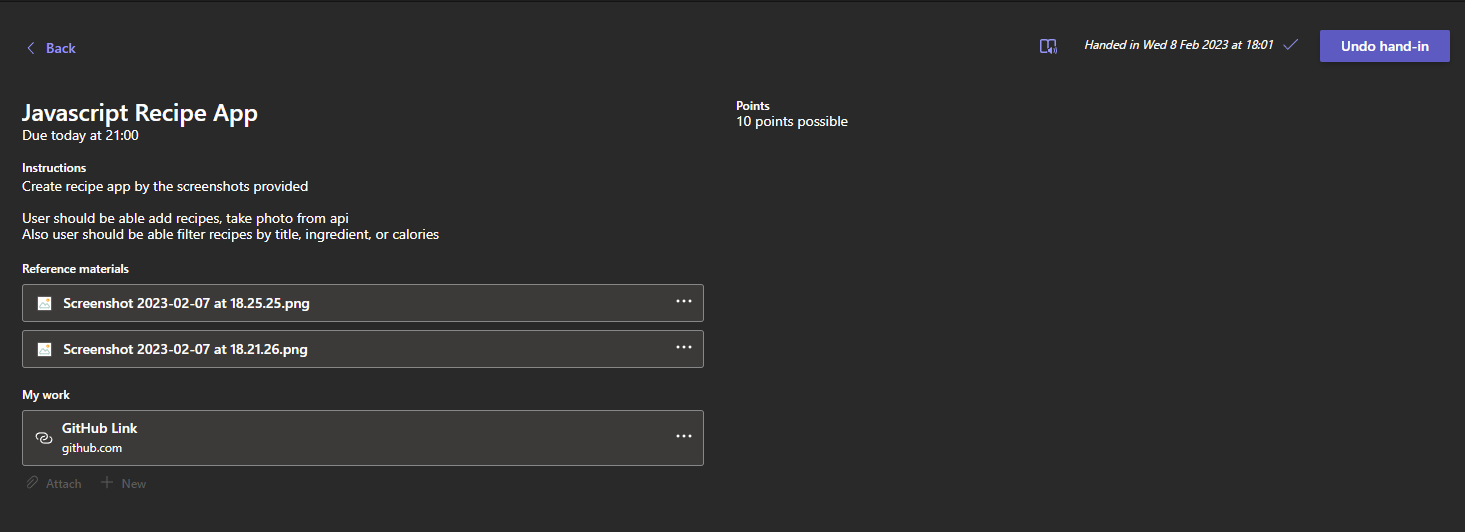 Back
Handed in Wed 8 Feb 2023 at 18:01
Undo hand-in
Javascript Recipe App
Due today at 21:00
Points
10 points possible
Instructions
Create recipe app by the screenshots provided
User should be able add recipes, take photo from api
Also user should be able filter recipes by title, ingredient, or calories
Reference materials
Screenshot 2023-02-07 at 18.25.25.png
Screenshot 2023-02-07 at 18.21.26.png
My work
GitHub Link
github.com
Attach
New